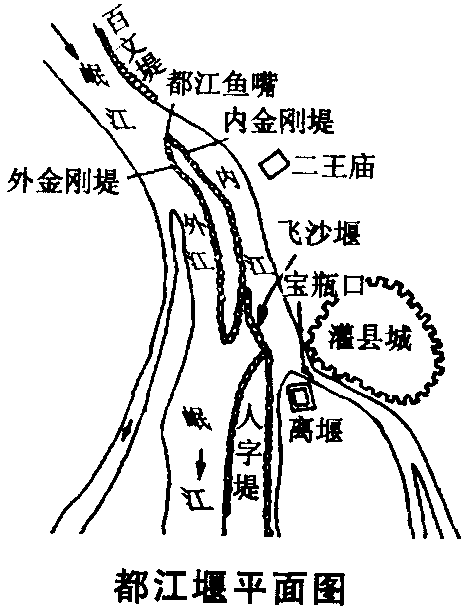 百丈堤
岷江
都江鱼嘴
内金刚堤
外金刚堤
二王庙
内江
外江
飞沙堰
宝瓶口
灌县城
离堰
人字堤
岷江
都江堰平面图